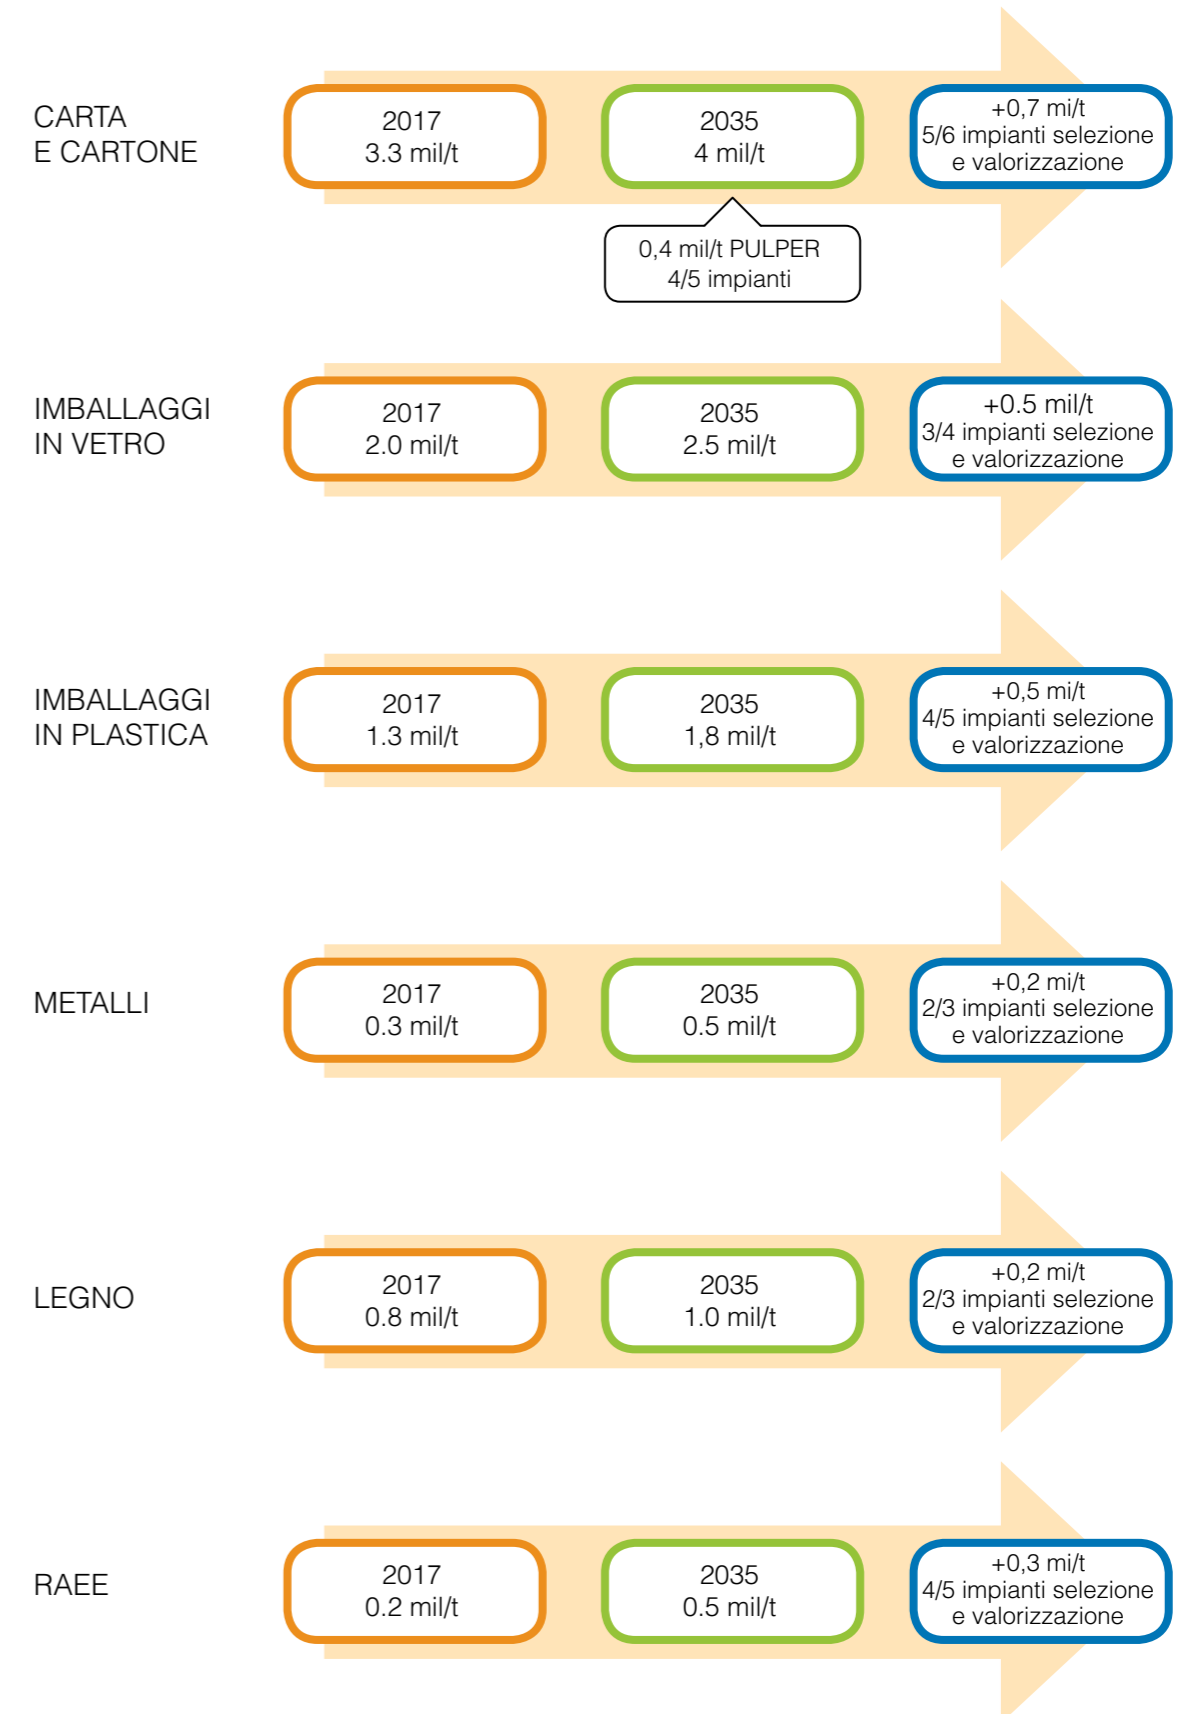 CARTA
E CARTONE
2017
3.3 mil/t
2035
4 mil/t
+0,7 mi/t
5/6 impianti selezione
e valorizzazione
0,4 mil/t PULPER
4/5 impianti
IMBALLAGGI
IN VETRO
2017
2.0 mil/t
2035
2.5 mil/t
+0.5 mil/t
3/4 impianti selezione
e valorizzazione
IMBALLAGGI
IN PLASTICA
2017
1.3 mil/t
2035
1,8 mil/t
+0,5 mi/t
4/5 impianti selezione
e valorizzazione
METALLI
2017
0.3 mil/t
2035
0.5 mil/t
+0,2 mi/t
2/3 impianti selezione
e valorizzazione
LEGNO
2017
0.8 mil/t
2035
1.0 mil/t
+0,2 mi/t
2/3 impianti selezione
e valorizzazione
RAEE
2017
0.2 mil/t
2035
0.5 mil/t
+0,3 mi/t
4/5 impianti selezione
e valorizzazione